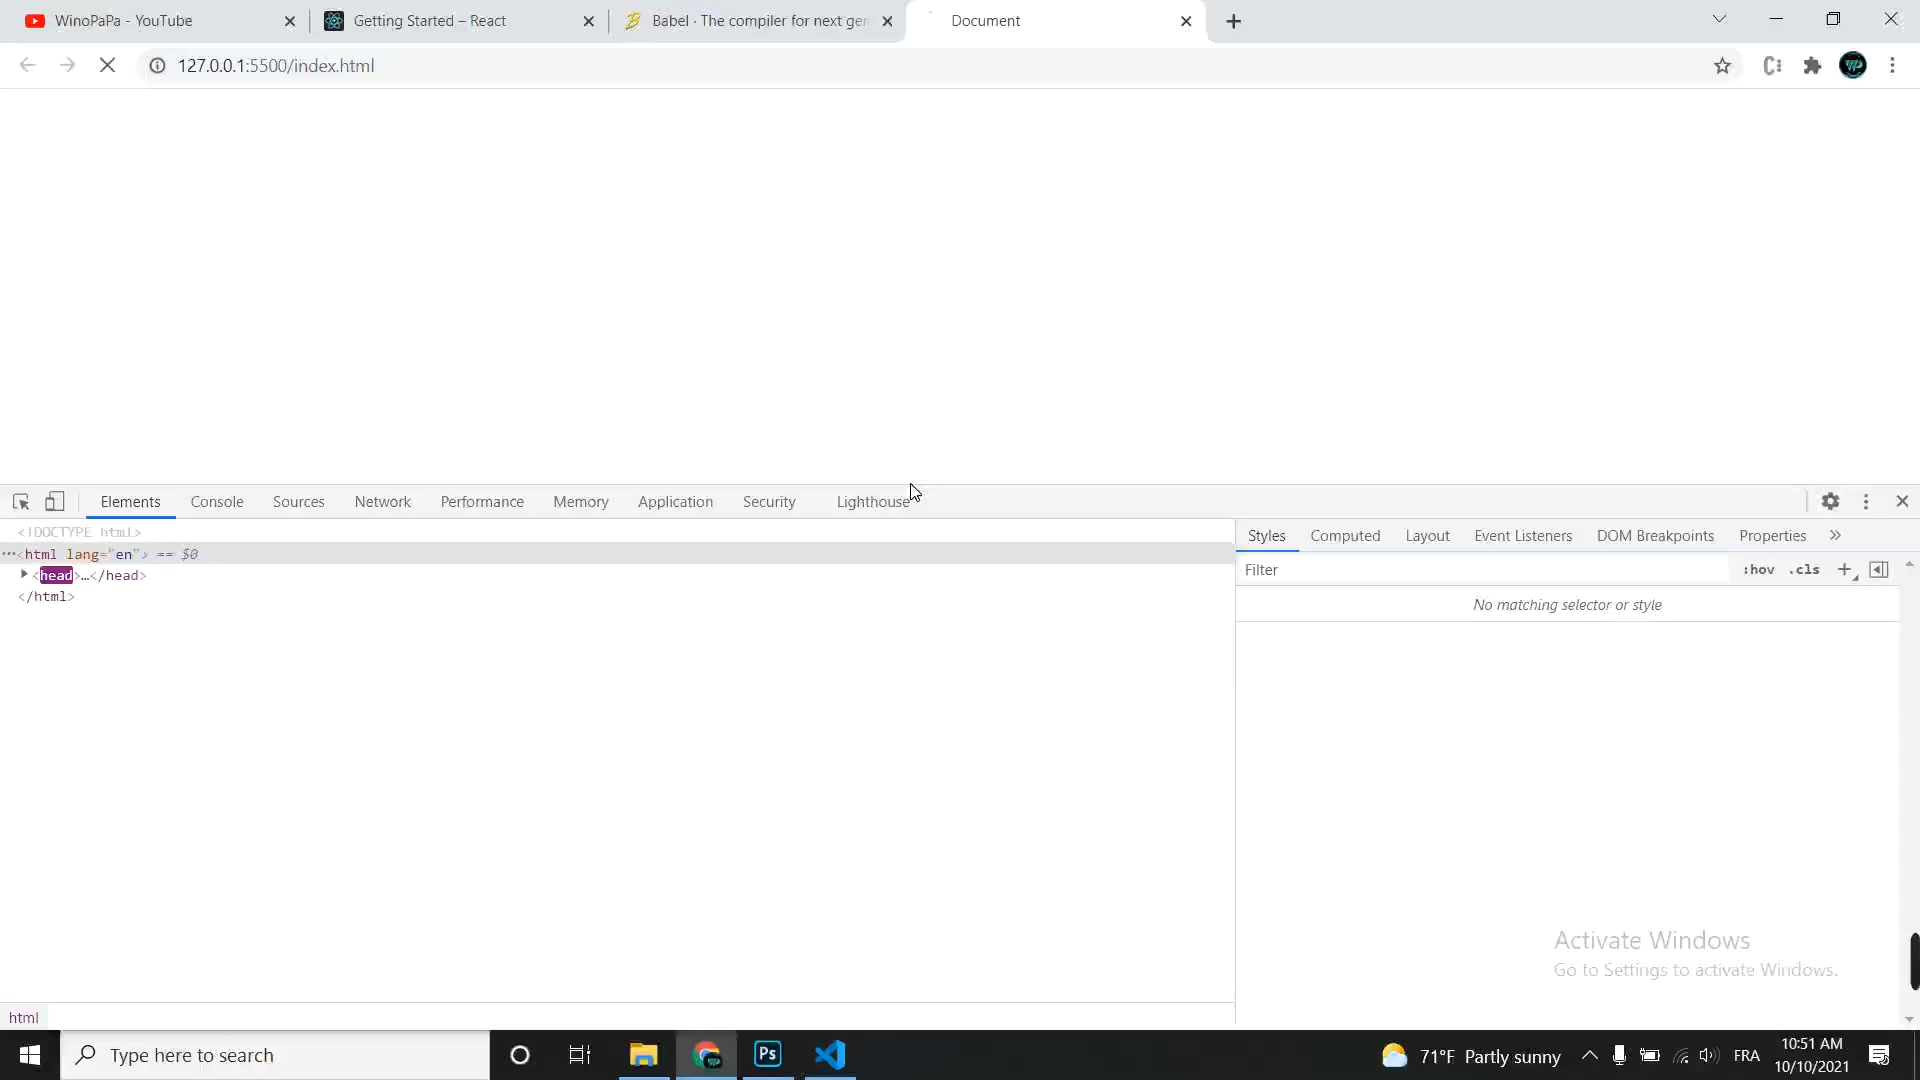 WinoPaPa - YouTube
Getting Started – React
Babel · The compiler for next gen
Document
127.0.0.1:5500/index.html
Elements
Console
Sources
Network
Performance
Memory
Application
Security
Lighthouse
<!DOCTYPE html>
…<html lang="en"> == $0
<head>…</head>
</html>
Styles
Computed
Layout
Event Listeners
DOM Breakpoints
Properties
»
Filter
:hov
.cls
No matching selector or style
Activate Windows
Go to Settings to activate Windows.
html
Type here to search
Ps
71°F Partly sunny
FRA
10:51 AM
10/10/2021